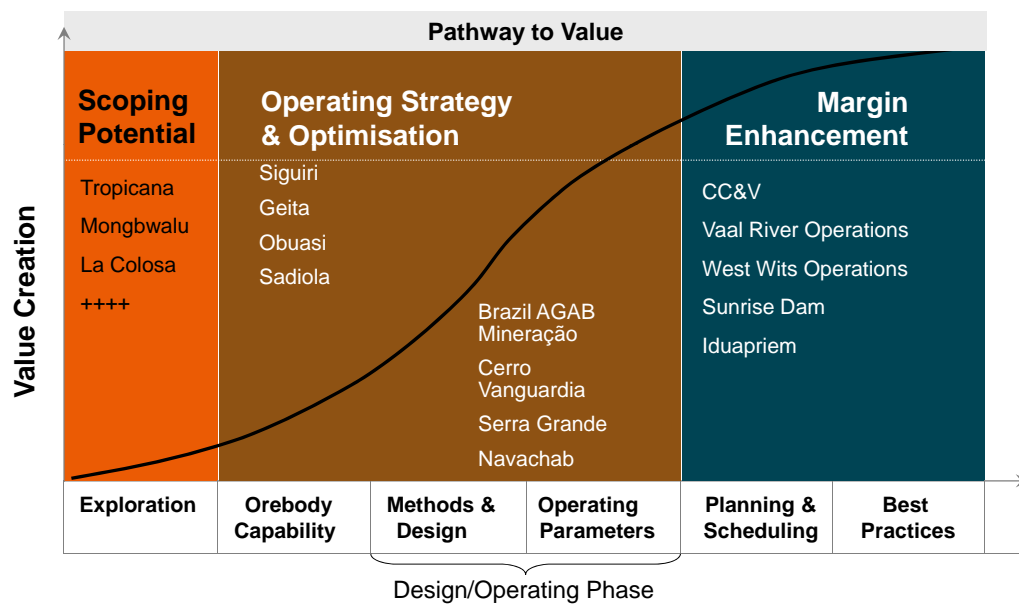 Pathway to Value
Scoping
Potential
Operating Strategy
& Optimisation
Margin
Enhancement
Tropicana
Mongbwalu
La Colosa
++++
Siguiri
Geita
Obuasi
Sadiola
Brazil AGAB
Mineração
Cerro
Vanguardia
Serra Grande
Navachab
CC&V
Vaal River Operations
West Wits Operations
Sunrise Dam
Iduapriem
Value Creation
Exploration
Orebody
Capability
Methods &
Design
Operating
Parameters
Planning &
Scheduling
Best
Practices
Design/Operating Phase